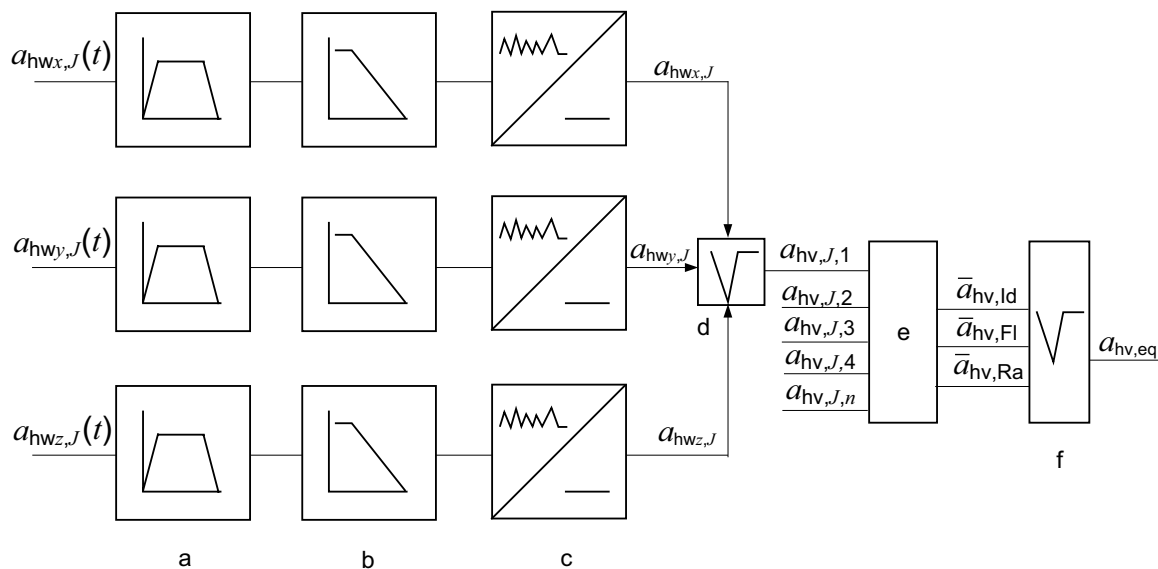 a_hwx,J(t)
a_hwx,J
a_hwy,J(t)
a_hwy,J
a_hv,J,1
d
a_hv,J,2
a_hv,J,3
a_hv,J,4
a_hv,J,n
e
ā_hv,Id
ā_hv,Fl
ā_hv,Ra
a_hv,eq
f
a_hwz,J(t)
a_hwz,J
a
b
c